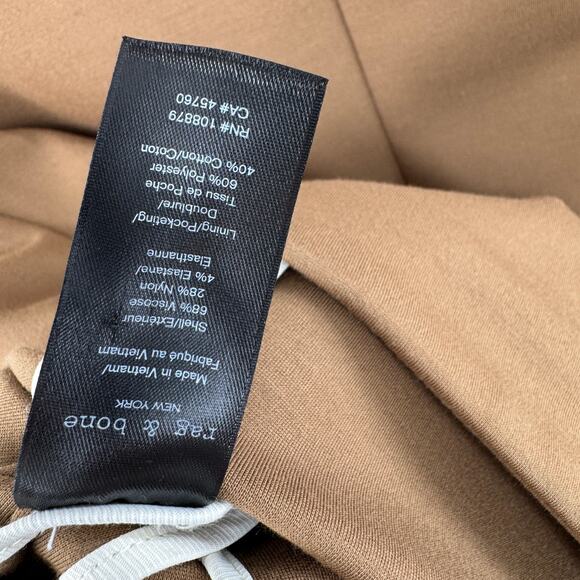 rag & bone
NEW YORK
Made in Vietnam/
Fabriqué au Vietnam
Shell/Extérieur
68% Viscose
28% Nylon
4% Elastane/
Élasthanne
Lining/Pocketing/
Doublure/
Tissu de Poche
60% Polyester
40% Cotton/Coton
RN# 108879
CA# 45760